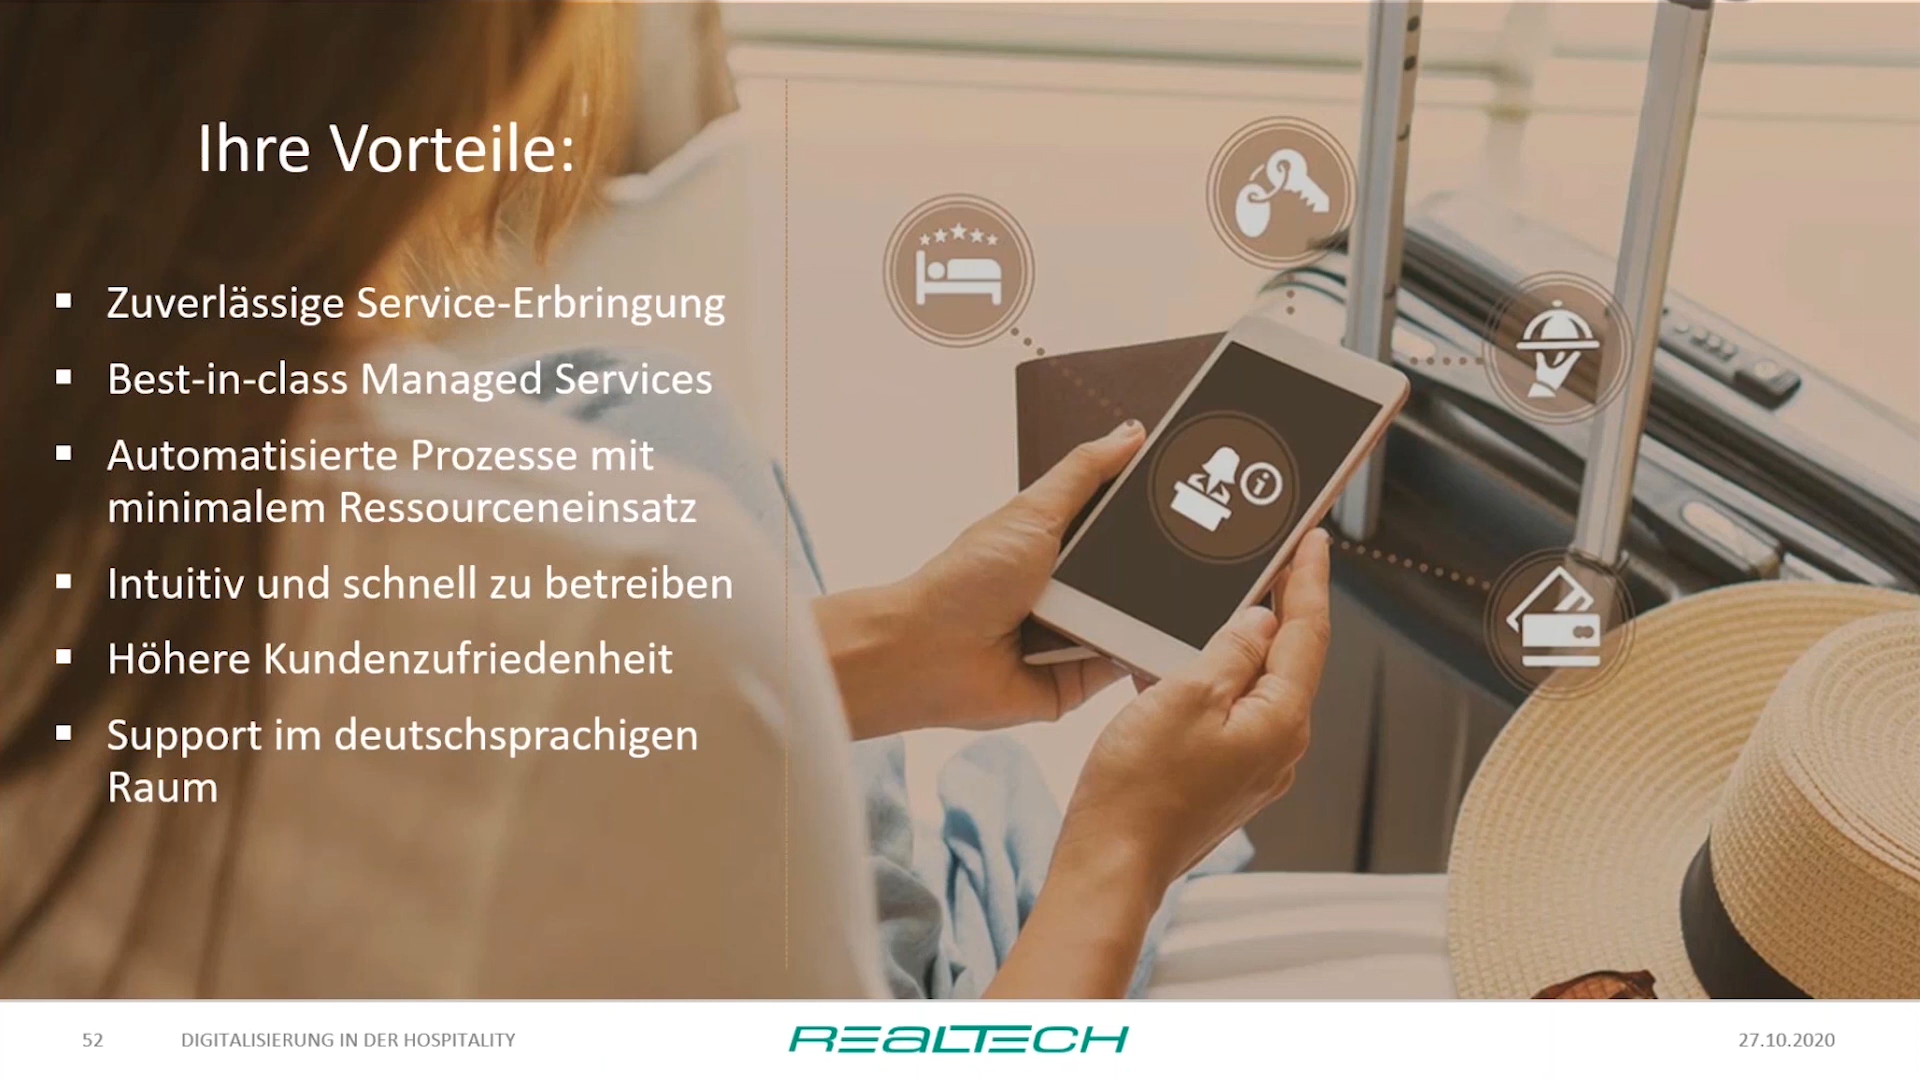 Ihre Vorteile:
▪ Zuverlässige Service-Erbringung
▪ Best-in-class Managed Services
▪ Automatisierte Prozesse mit
minimalem Ressourceneinsatz
▪ Intuitiv und schnell zu betreiben
▪ Höhere Kundenzufriedenheit
▪ Support im deutschsprachigen
Raum
i
52 DIGITALISIERUNG IN DER HOSPITALITY REALTECH 27.10.2020